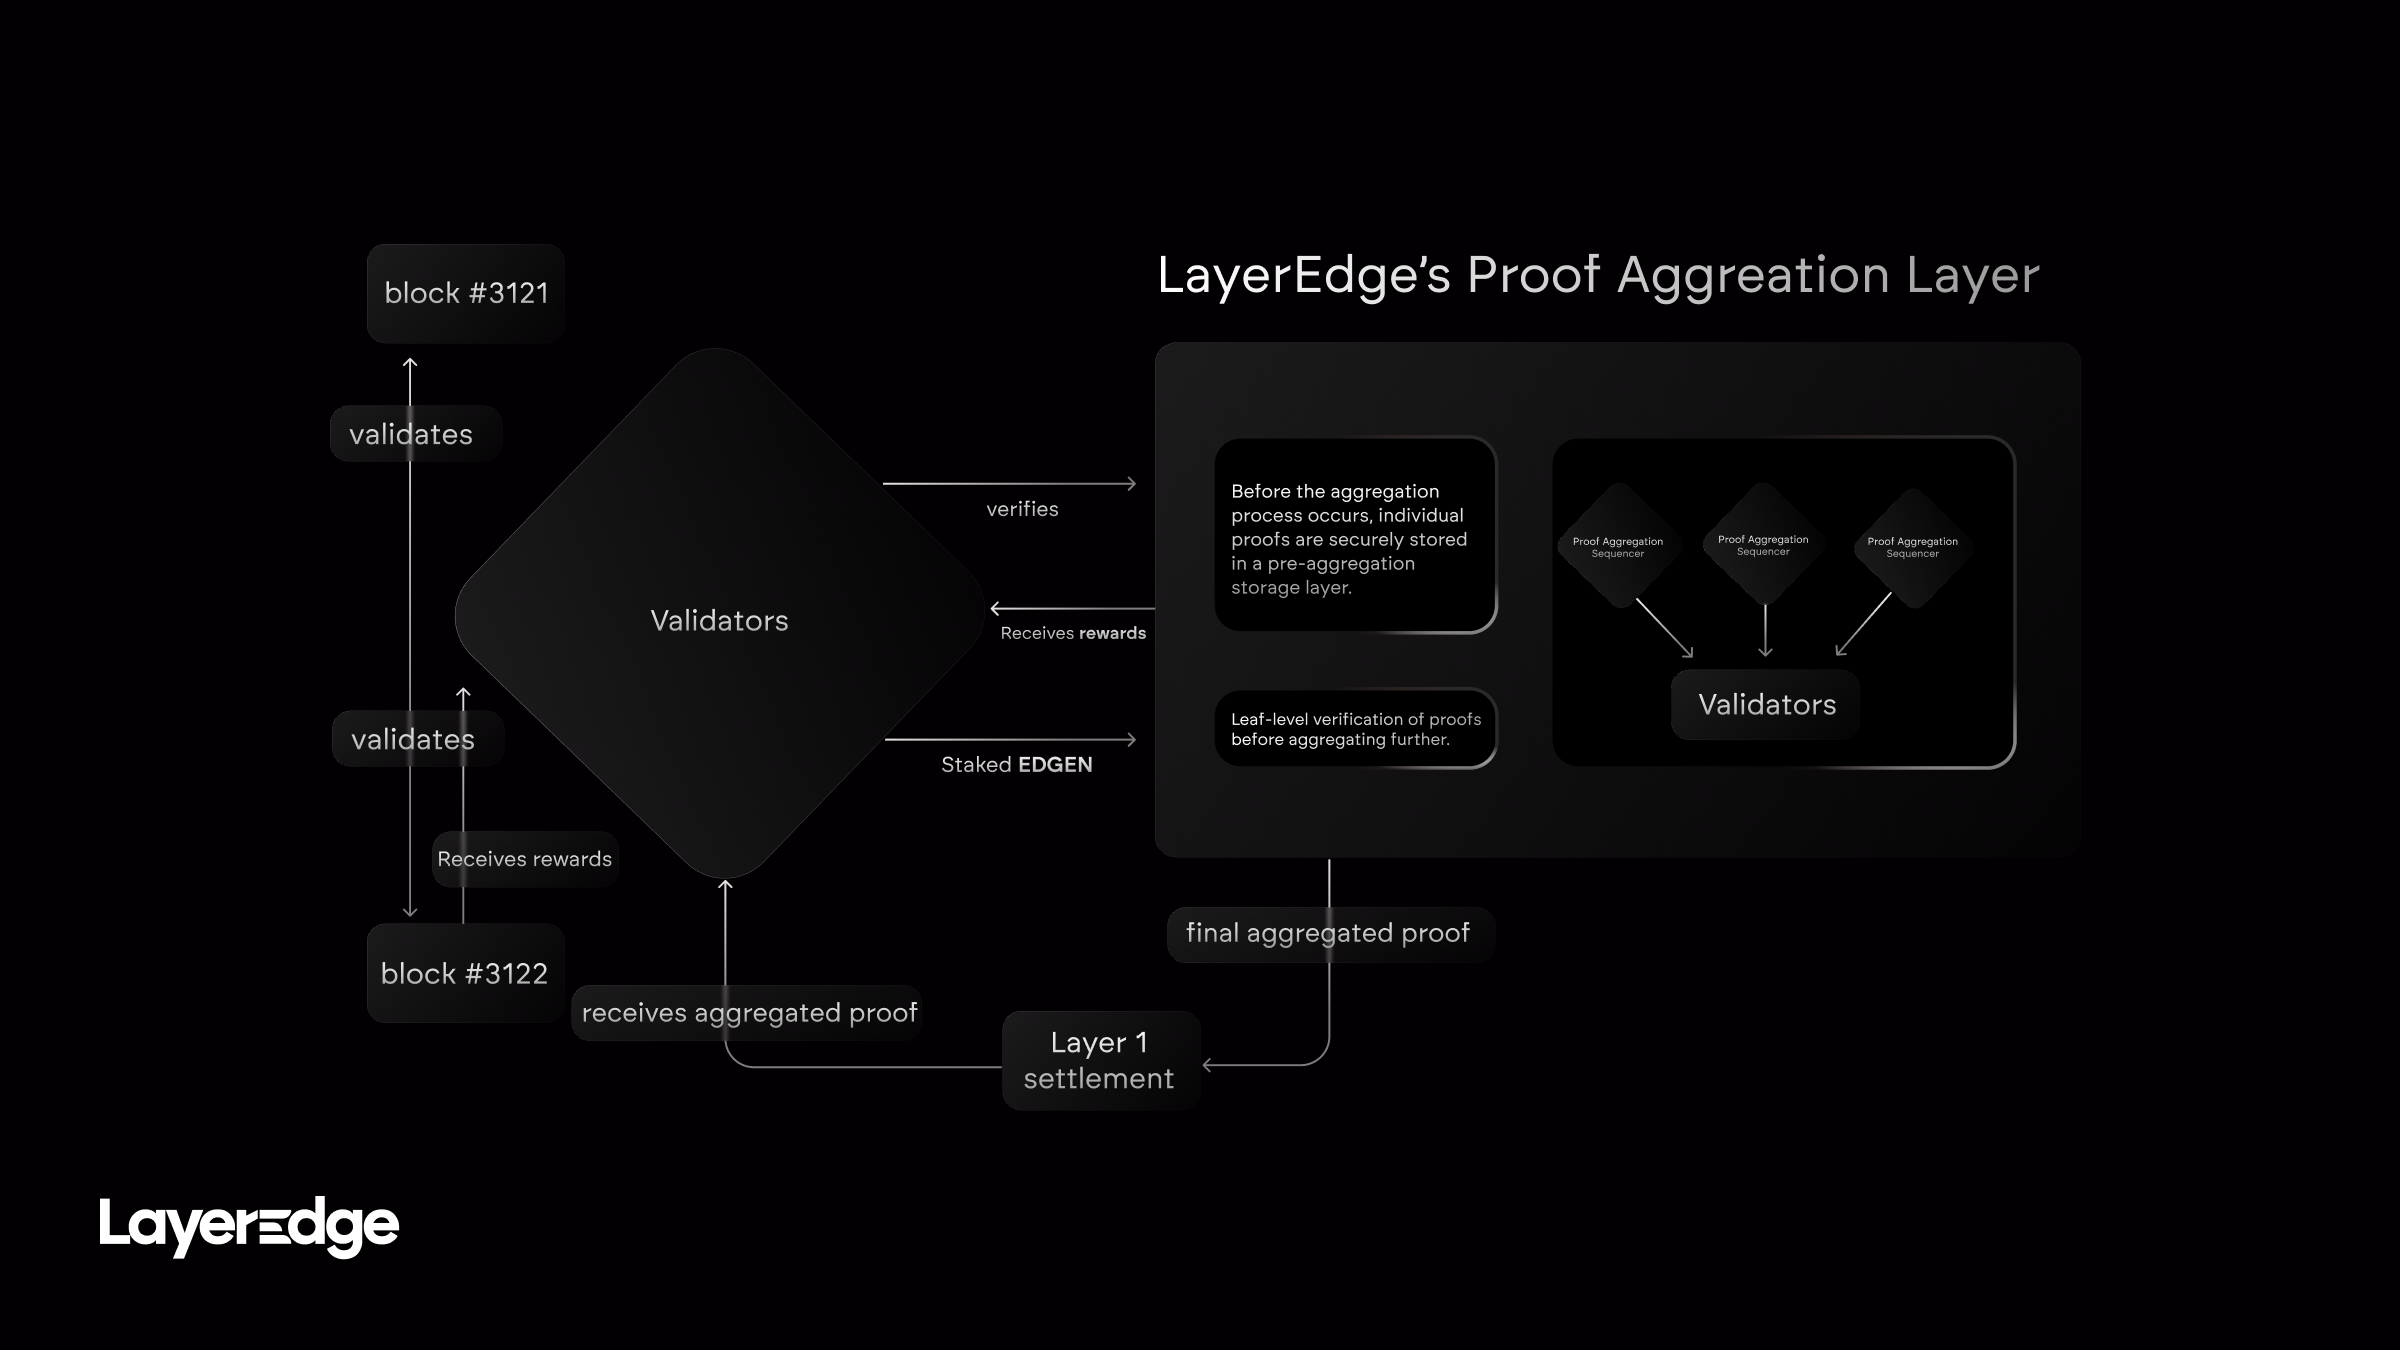 LayerEdge’s Proof Aggreation Layer
block #3121
validates
validates
Receives rewards
block #3122
Validators
verifies
Receives rewards
Staked EDGEN
Before the aggregation
process occurs, individual
proofs are securely stored
in a pre-aggregation
storage layer.
Leaf-level verification of proofs
before aggregating further.
Proof Aggregation
Sequencer
Proof Aggregation
Sequencer
Proof Aggregation
Sequencer
Validators
final aggregated proof
receives aggregated proof
Layer 1
settlement
LayerEdge